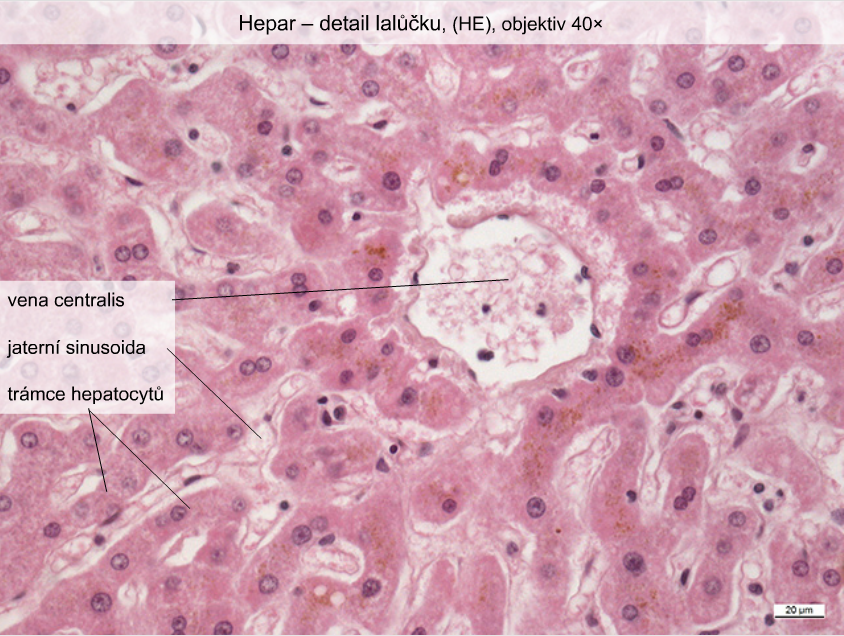 Hepar – detail lalůčku, (HE), objektiv 40×
vena centralis
jaterní sinusoida
trámce hepatocytů
20 µm